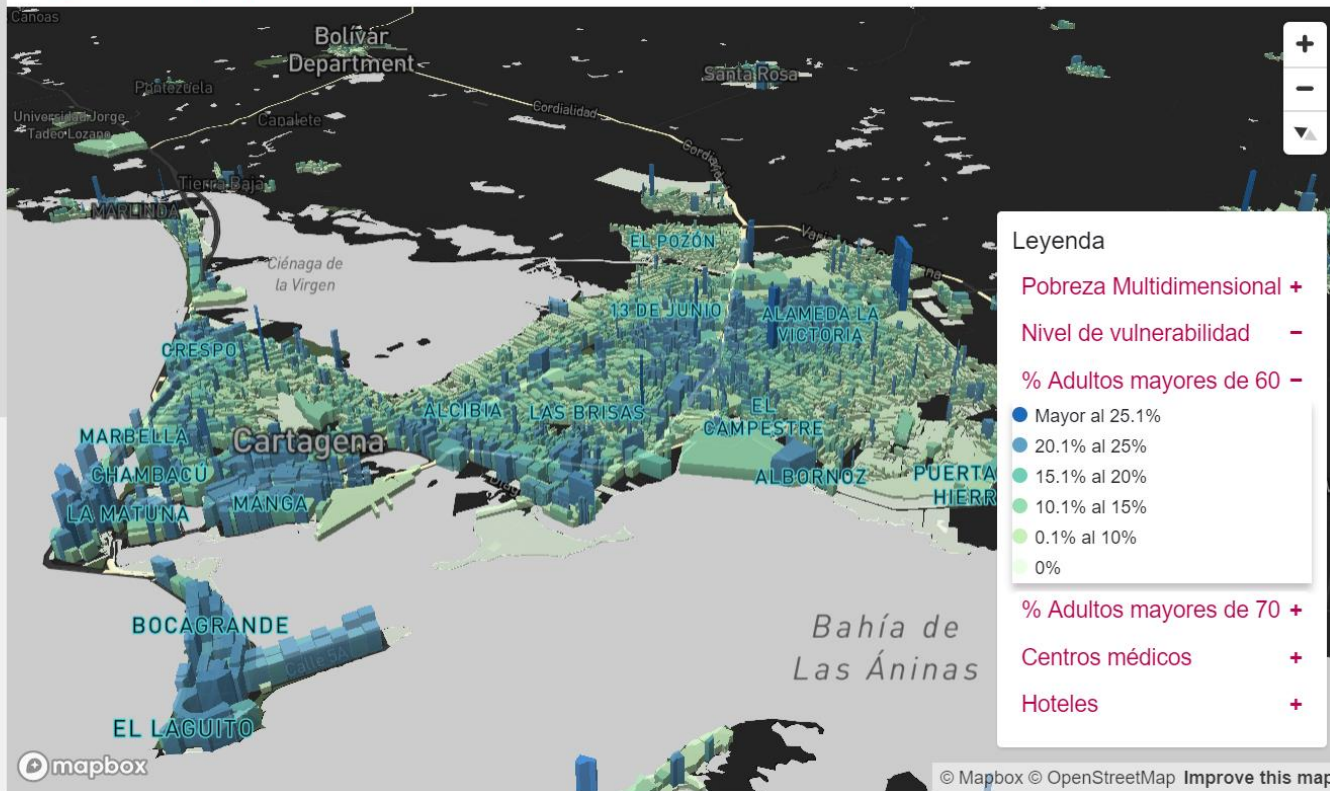 Canoas
Bolívar
Department
Puntezuela
Santa Rosa
Universidad Jorge
Tadeo Lozano
Canalete
Cordialidad
Tierra Baja
MARLINDA
EL POZÓN
Ciénaga de
la Virgen
13 DE JUNIO
ALAMEDA LA
VICTORIA
CRESPO
ALCIBIA
LAS BRISAS
EL
CAMPESTRE
MARBELLA
Cartagena
CHAMBACÚ
MANGA
LA MATUNA
ALBORNOZ
PUERTA
HIERR
BOCAGRANDE
Calle 5A
EL LAGUITO
Bahía de
Las Áninas
mapbox
+
−
Leyenda
Pobreza Multidimensional +
Nivel de vulnerabilidad −
% Adultos mayores de 60 −
Mayor al 25.1%
20.1% al 25%
15.1% al 20%
10.1% al 15%
0.1% al 10%
0%
% Adultos mayores de 70 +
Centros médicos +
Hoteles +
© Mapbox © OpenStreetMap Improve this map